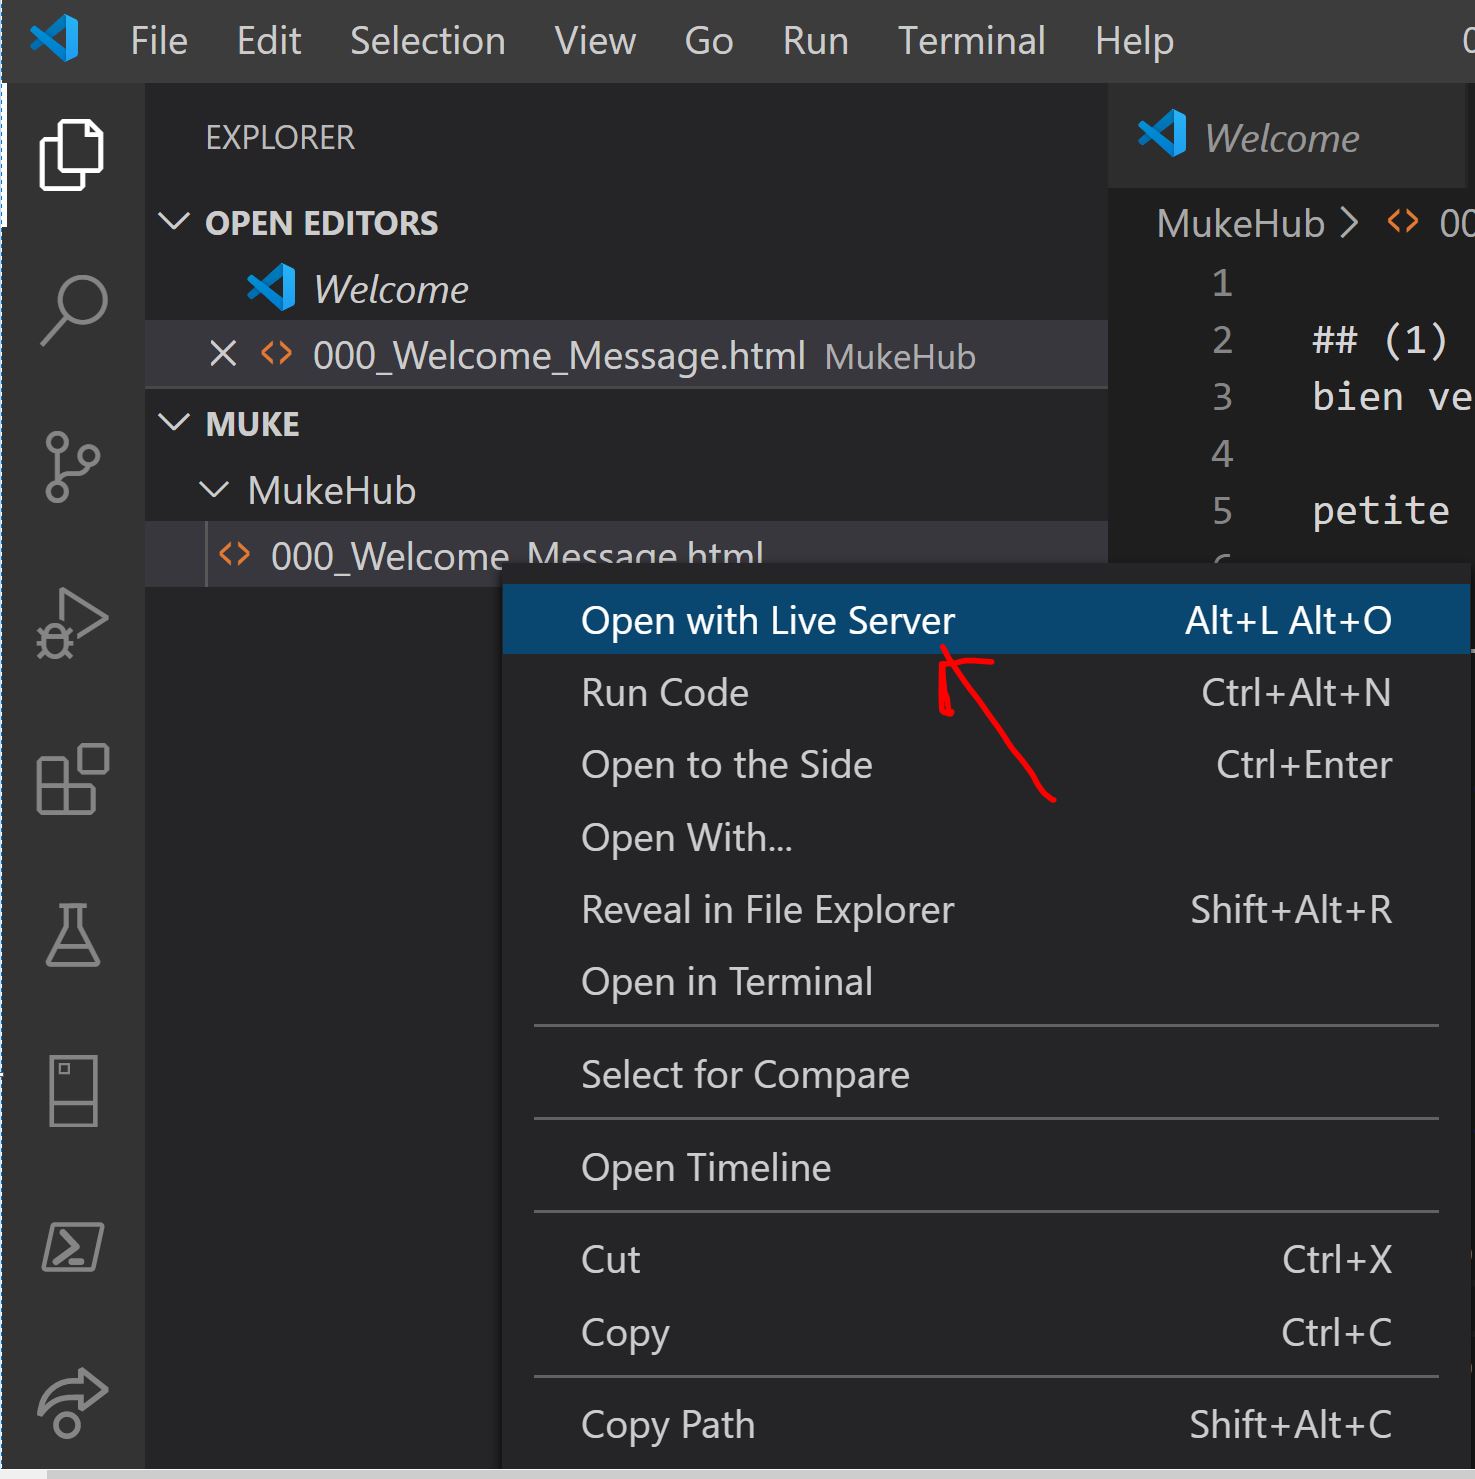 File Edit Selection View Go Run Terminal Help
EXPLORER
OPEN EDITORS
Welcome
000_Welcome_Message.html MukeHub
MUKE
MukeHub
000_Welcome_Message.html
Welcome
MukeHub > <> 00
1
2 ## (1)
3 bien ve
4
5 petite
Open with Live Server Alt+L Alt+O
Run Code Ctrl+Alt+N
Open to the Side Ctrl+Enter
Open With...
Reveal in File Explorer Shift+Alt+R
Open in Terminal
Select for Compare
Open Timeline
Cut Ctrl+X
Copy Ctrl+C
Copy Path Shift+Alt+C